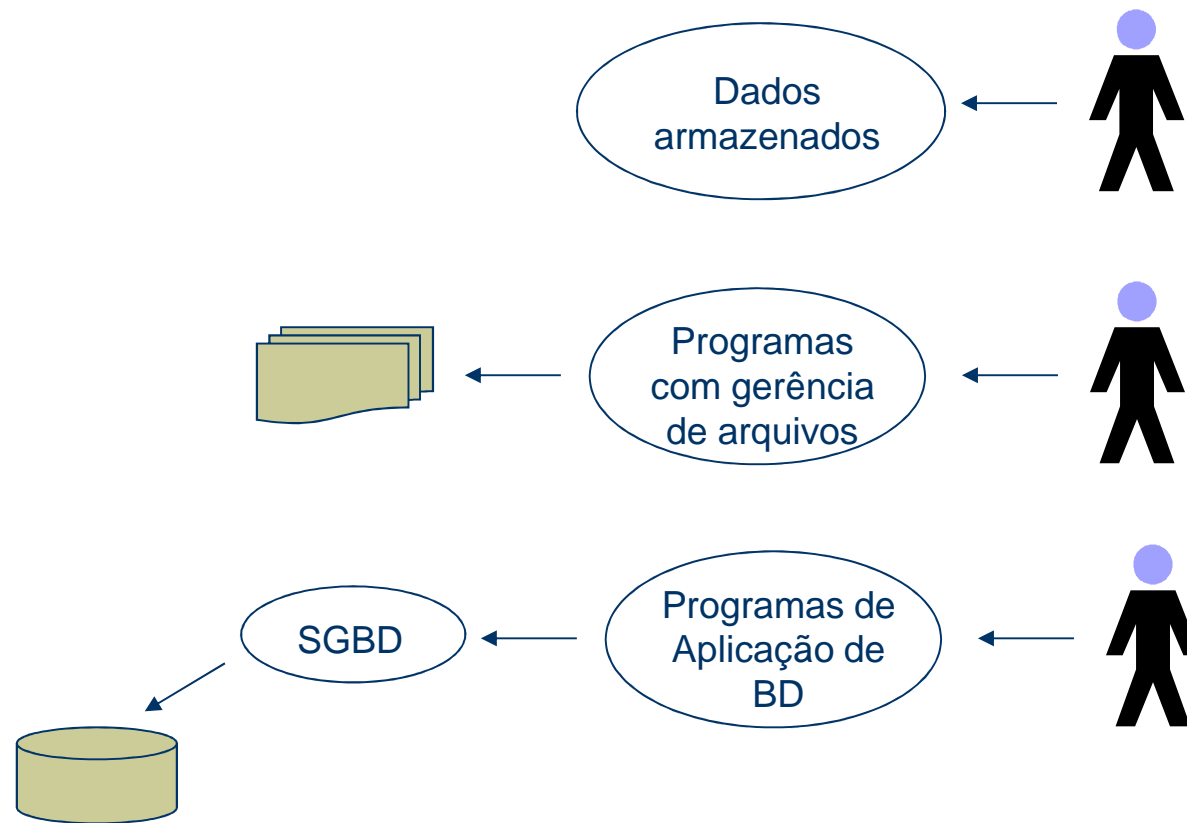 Dados
armazenados
Programas
com gerência
de arquivos
SGBD
Programas de
Aplicação de
BD